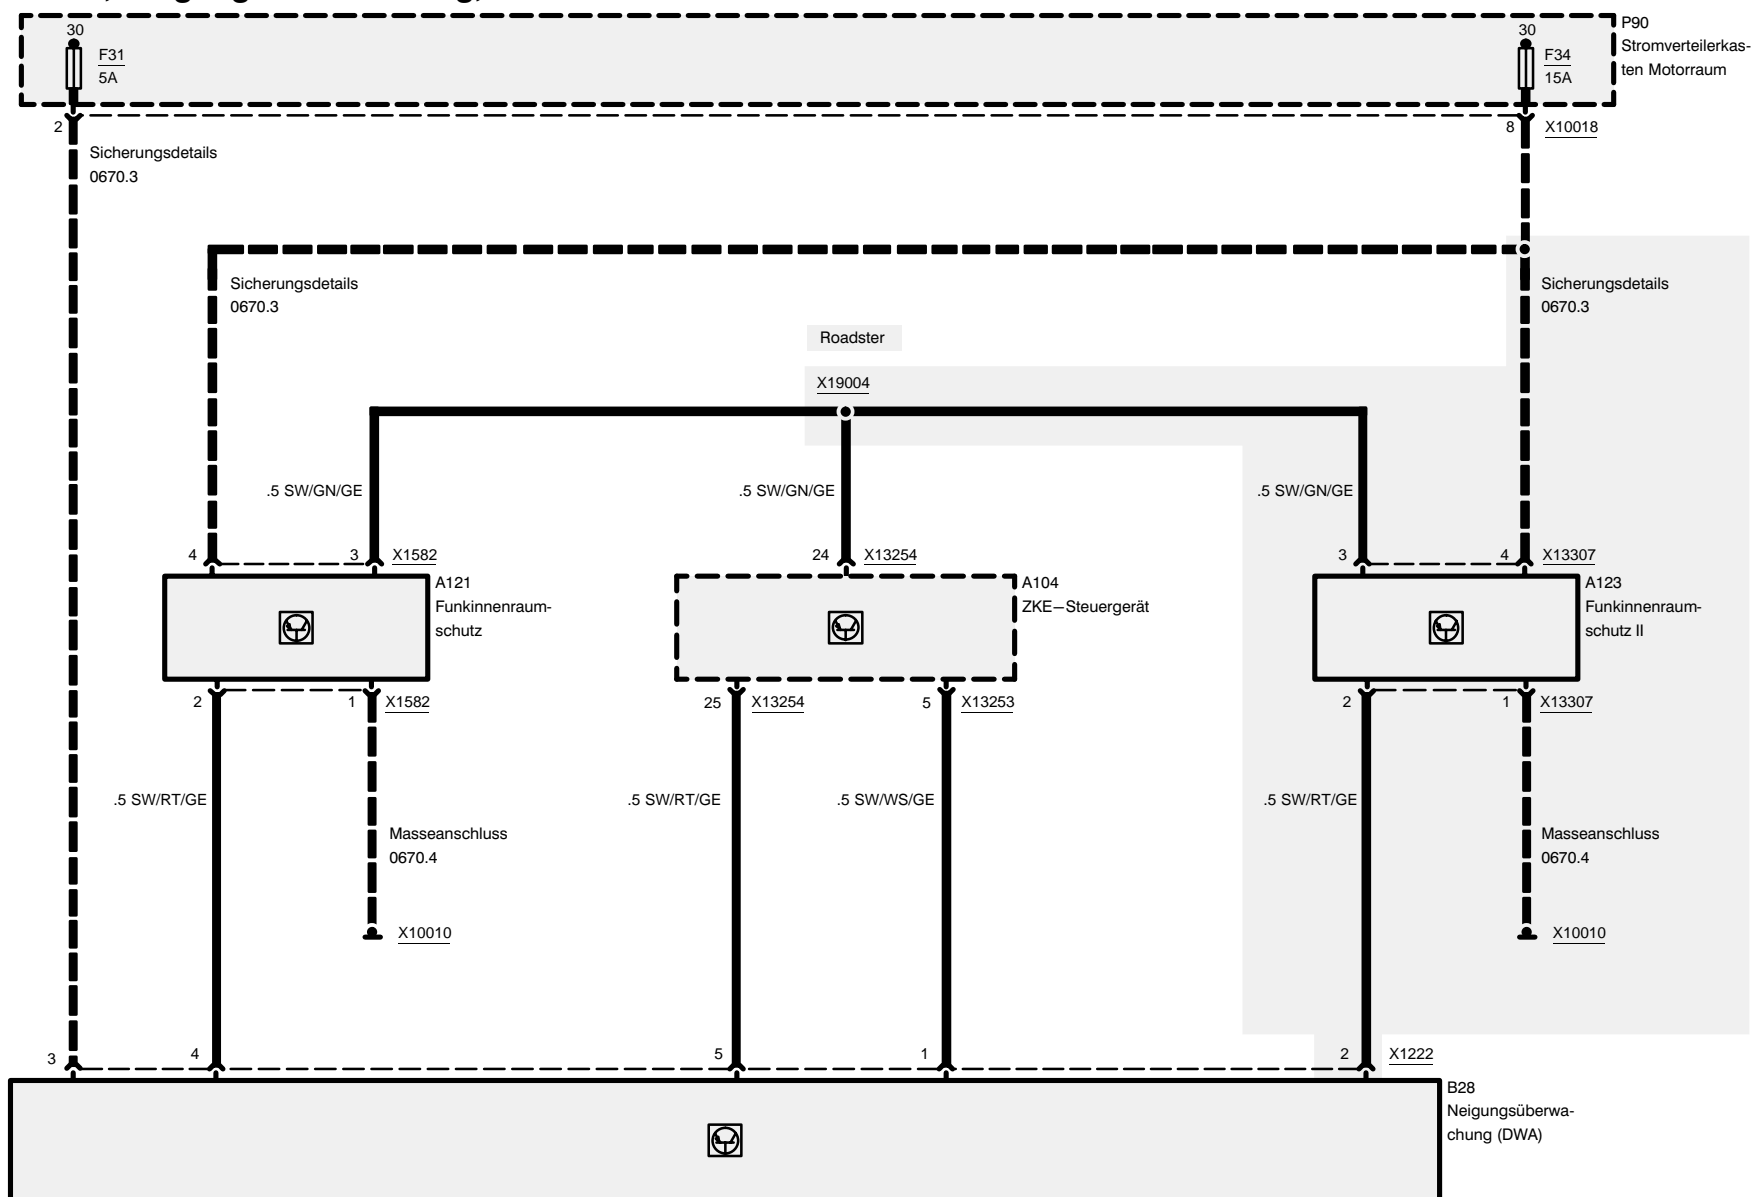 30
F31
5A
30
F34
15A
P90
Stromverteilerkas-
ten Motorraum
2
8
X10018
Sicherungsdetails
0670.3
Sicherungsdetails
0670.3
Sicherungsdetails
0670.3
Roadster
X19004
.5 SW/GN/GE
.5 SW/GN/GE
.5 SW/GN/GE
4
3
X1582
24
X13254
3
4
X13307
A121
Funkinnenraum-
schutz
A104
ZKE–Steuergerät
A123
Funkinnenraum-
schutz II
2
1
X1582
25
X13254
5
X13253
2
1
X13307
.5 SW/RT/GE
.5 SW/RT/GE
.5 SW/WS/GE
.5 SW/RT/GE
Masseanschluss
0670.4
Masseanschluss
0670.4
X10010
X10010
3
4
5
1
2
X1222
B28
Neigungsüberwa-
chung (DWA)